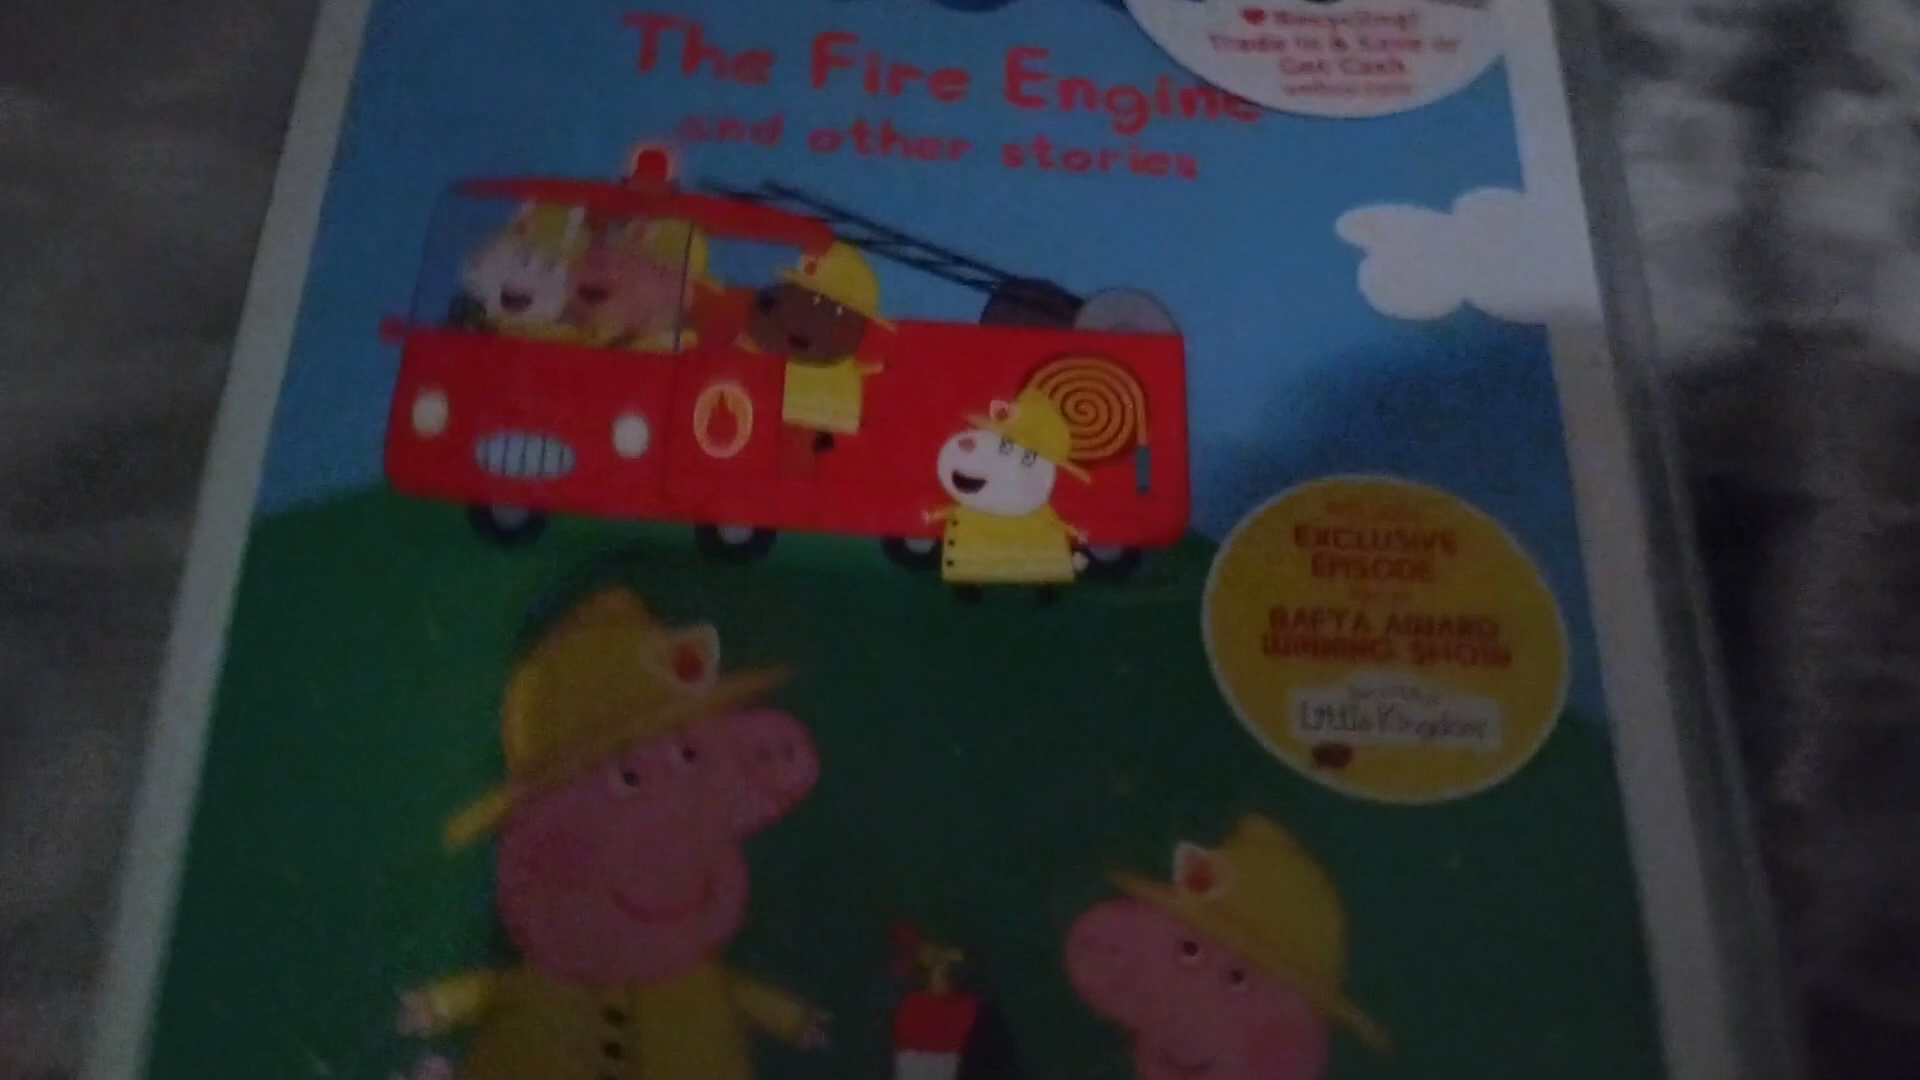 Recycling!
Trade in & Save or
Get Cash
The Fire Engine
and other stories
EXCLUSIVE
EPISODE
BAFTA AWARD
WINNING SHOW
Little Kingdom